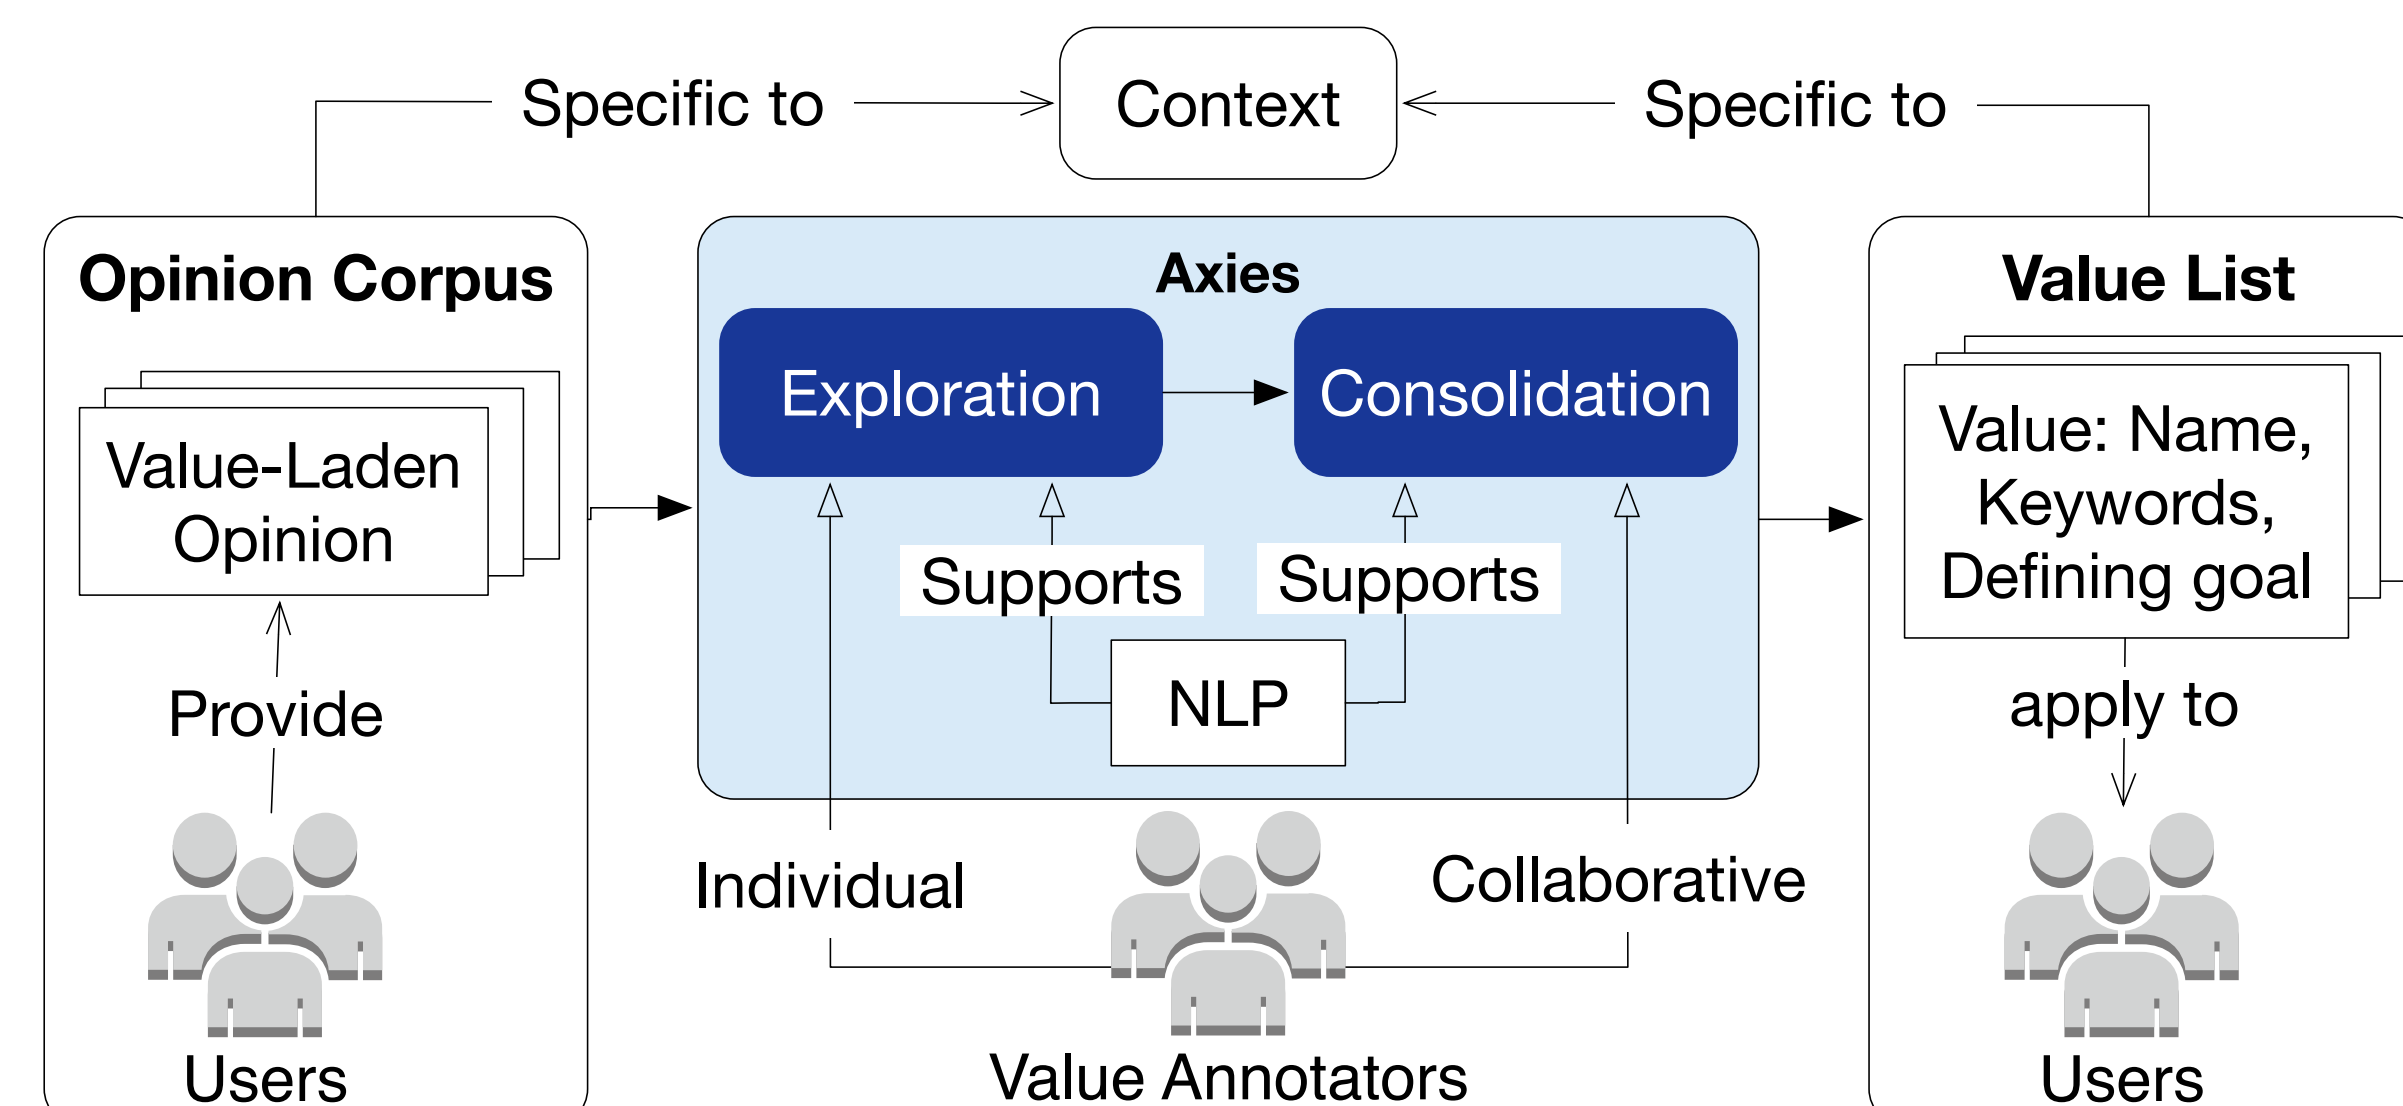 Specific to
Context
Specific to
Opinion Corpus
Value-Laden
Opinion
Provide
Users
Axies
Exploration
Consolidation
Supports
Supports
NLP
Individual
Collaborative
Value Annotators
Value List
Value: Name,
Keywords,
Defining goal
apply to
Users